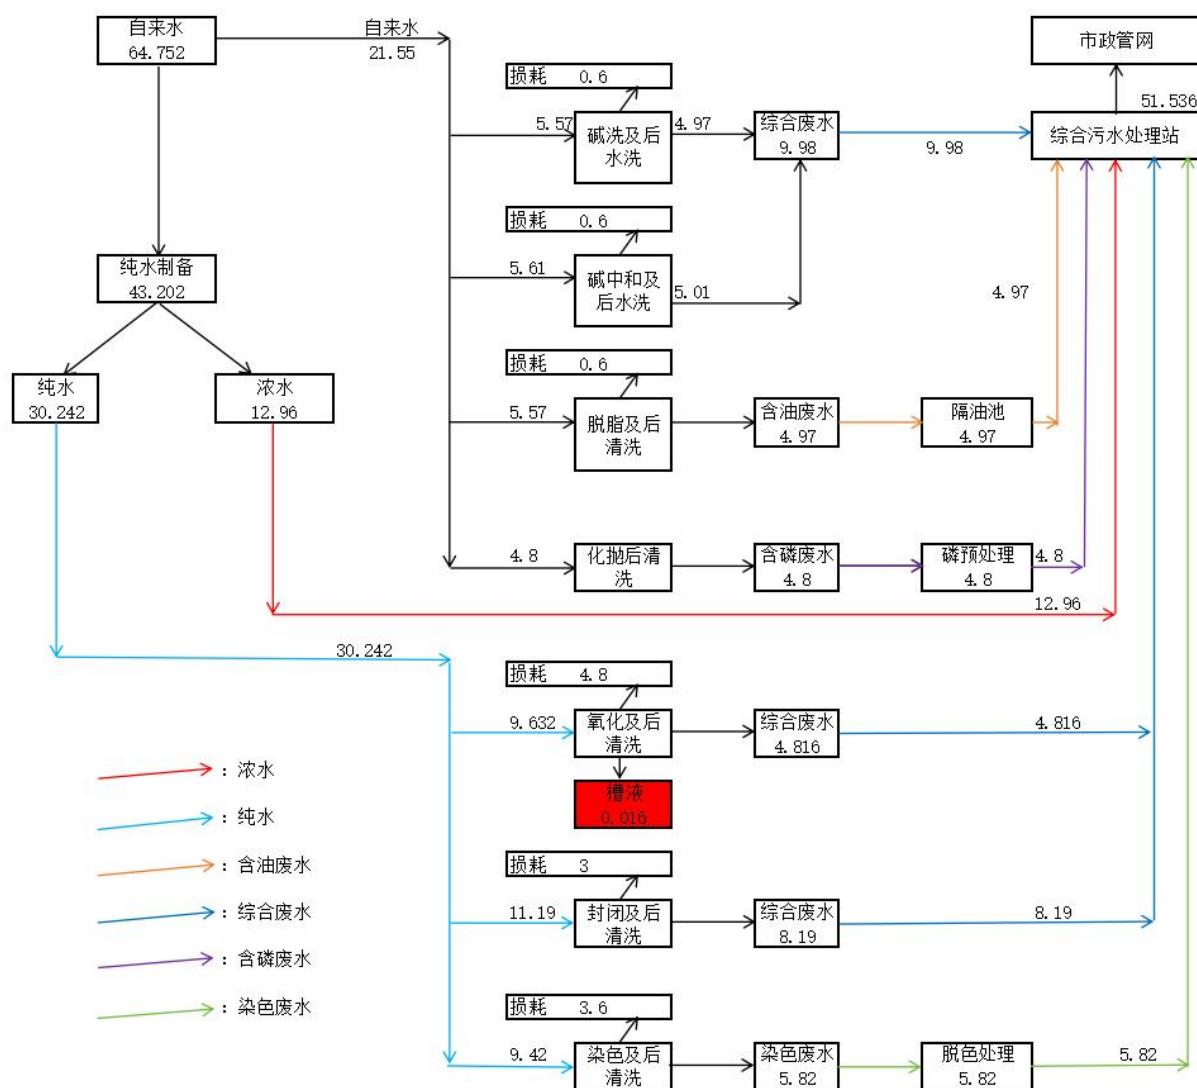 自来水
64.752
自来水
21.55
市政管网
51.536
综合污水处理站
损耗 0.6
5.57
碱洗及后
水洗
4.97
综合废水
9.98
9.98
损耗 0.6
5.61
碱中和及
后水洗
5.01
4.97
纯水制备
43.202
纯水
30.242
浓水
12.96
损耗 0.6
5.57
脱脂及后
清洗
含油废水
4.97
隔油池
4.97
4.8
化抛后清
洗
含磷废水
4.8
磷预处理
4.8
4.8
12.96
30.242
损耗 4.8
9.632
氧化及后
清洗
综合废水
4.816
4.816
槽液
0.016
损耗 3
11.19
封闭及后
清洗
综合废水
8.19
8.19
损耗 3.6
9.42
染色及后
清洗
染色废水
5.82
脱色处理
5.82
5.82
：浓水
：纯水
：含油废水
：综合废水
：含磷废水
：染色废水